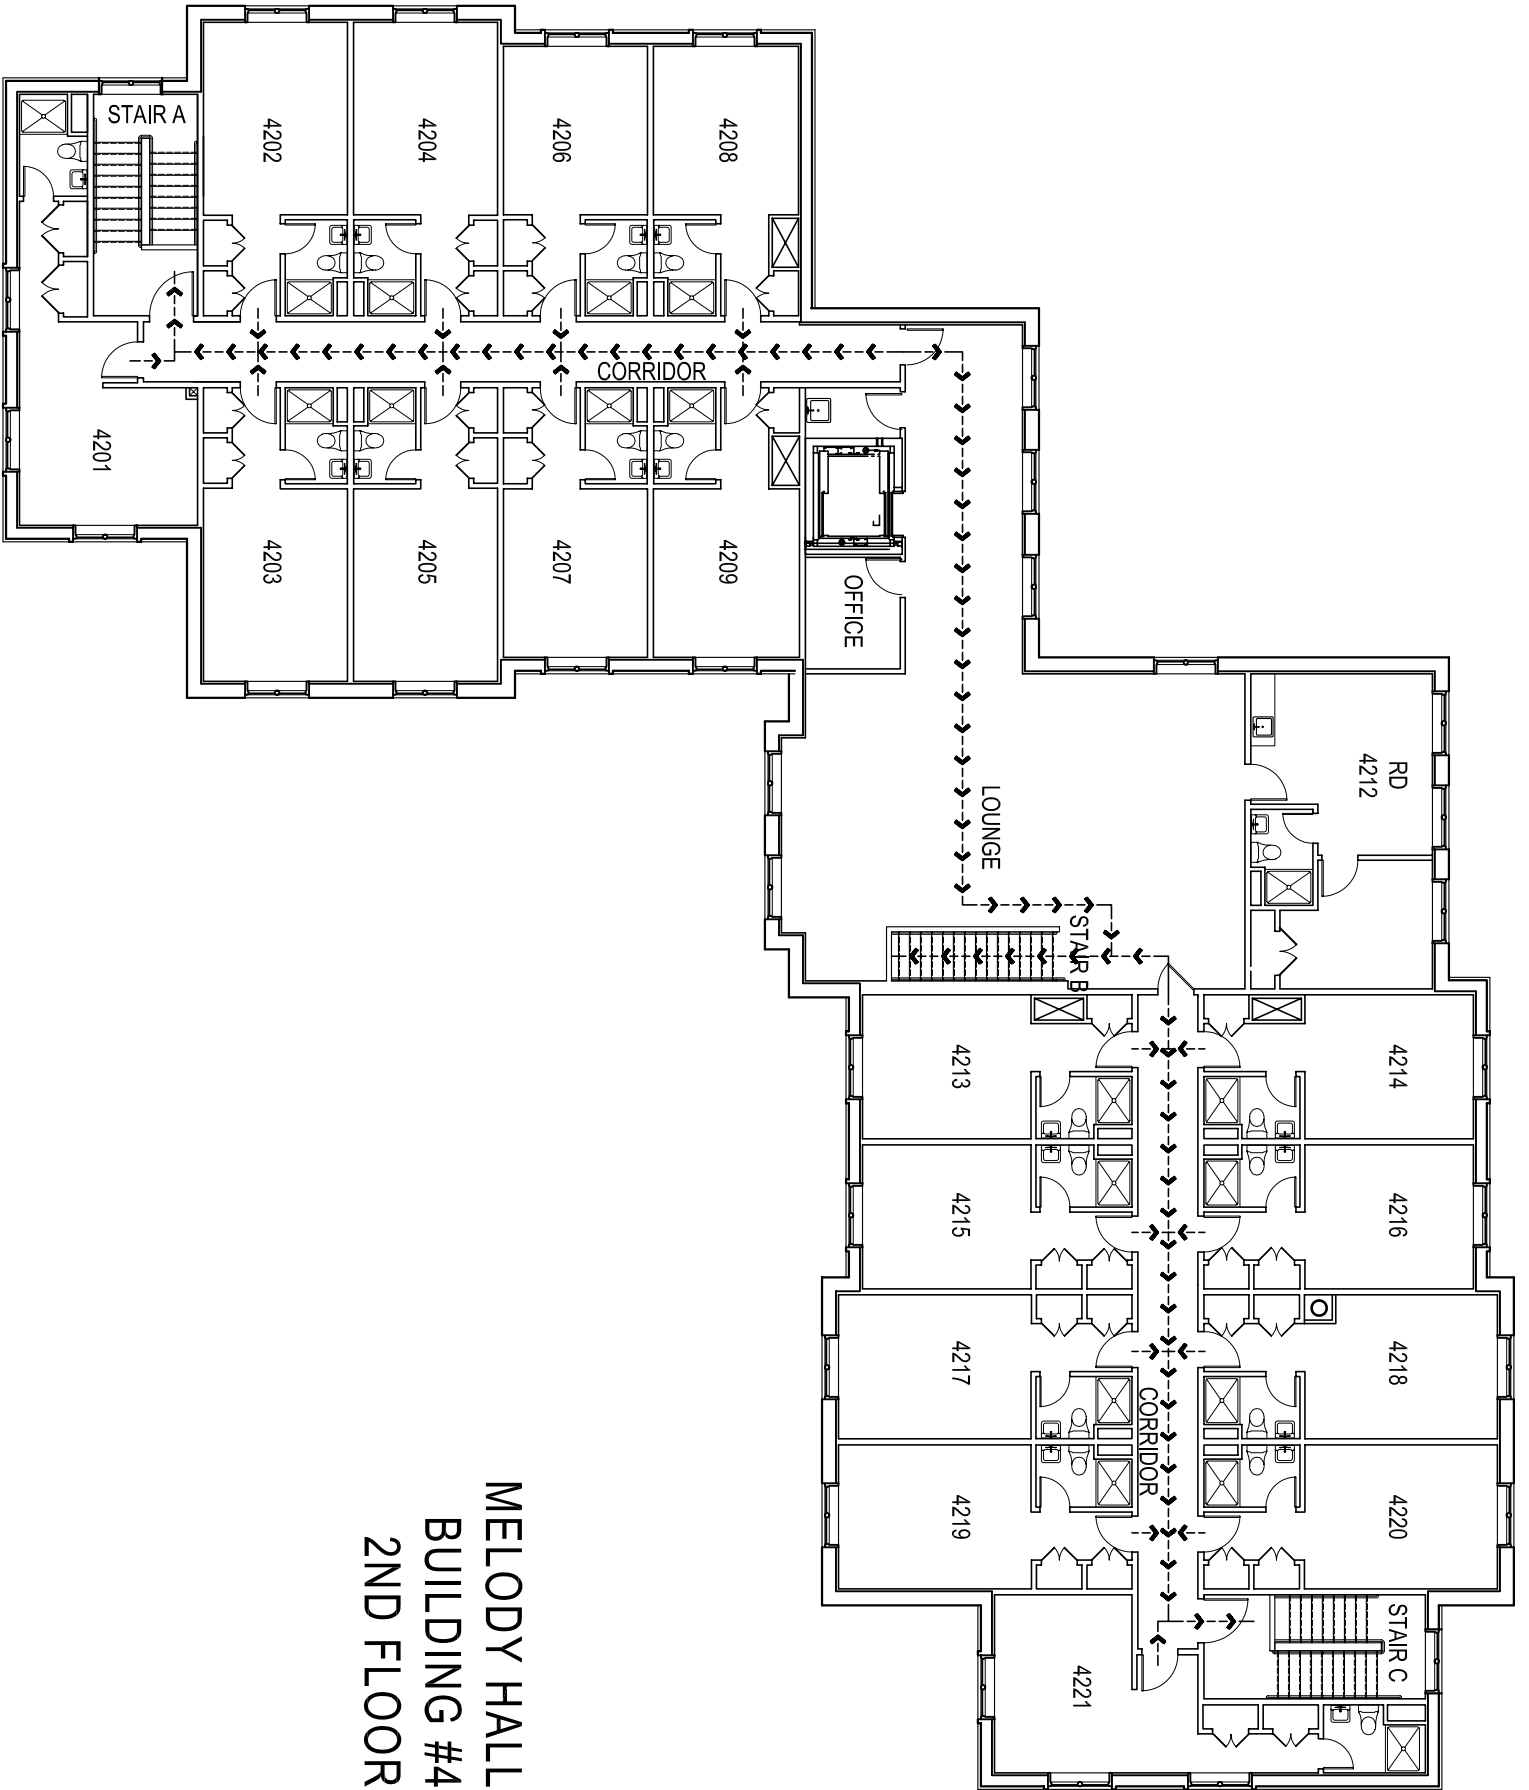 STAIR A
4202
4204
4206
4208
CORRIDOR
4201
4203
4205
4207
4209
OFFICE
LOUNGE
RD
4212
STAIR B
4213
4214
4215
4216
4217
4218
CORRIDOR
4219
4220
STAIR C
4221
MELODY HALL
BUILDING #4
2ND FLOOR